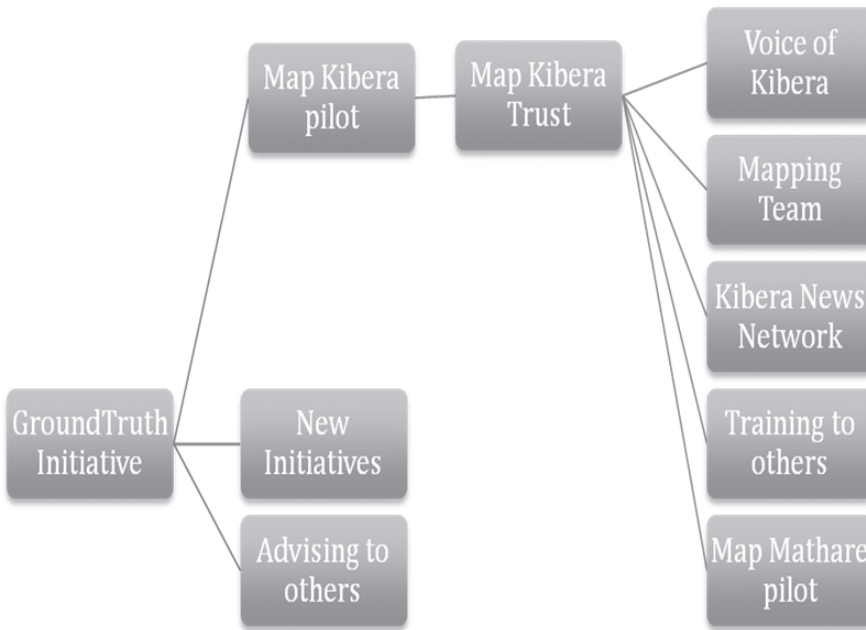 Map Kibera
pilot
Map Kibera
Trust
Voice of
Kibera
Mapping
Team
Kibera News
Network
GroundTruth
Initiative
New
Initiatives
Training to
others
Advising to
others
Map Mathare
pilot